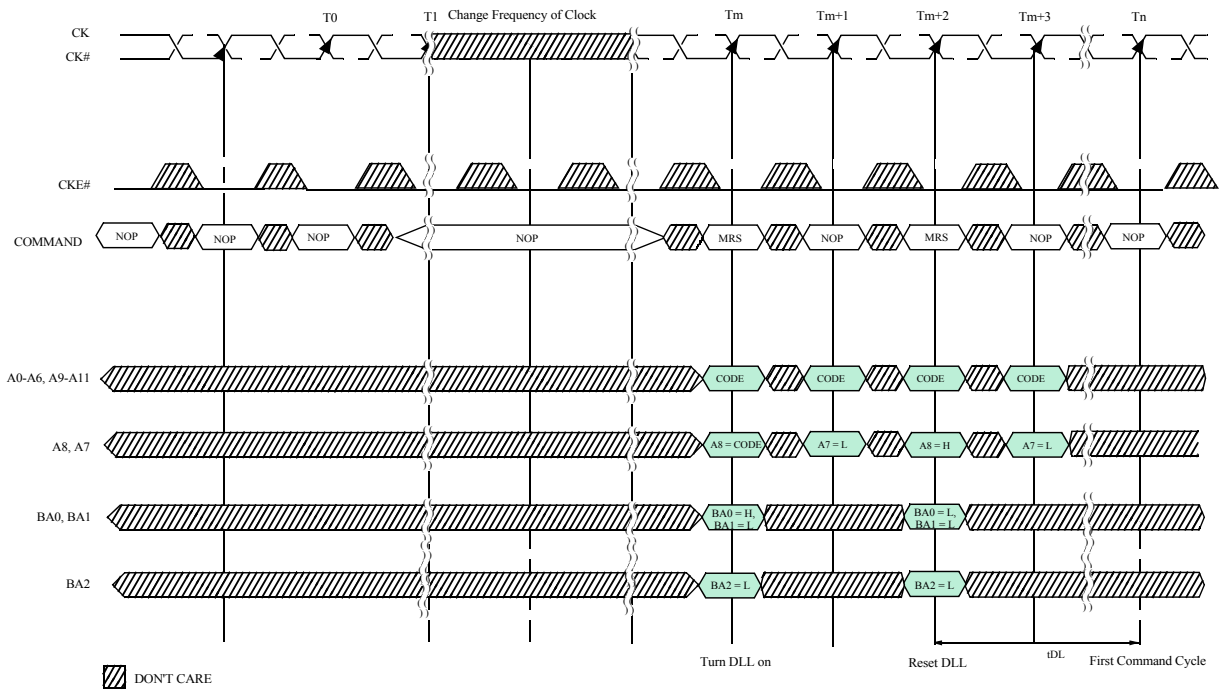 T0 T1 Change Frequency of Clock Tm Tm+1 Tm+2 Tm+3 Tn
CK
CK#
CKE#
COMMAND NOP NOP NOP NOP MRS NOP MRS NOP NOP
A0-A6, A9-A11 CODE CODE CODE CODE
A8, A7 A8 = CODE A7 = L A8 = H A7 = L
BA0, BA1 BA0 = H, BA0 = L,
BA1 = L BA1 = L
BA2 BA2 = L BA2 = L
tDL
Turn DLL on Reset DLL First Command Cycle
DON'T CARE